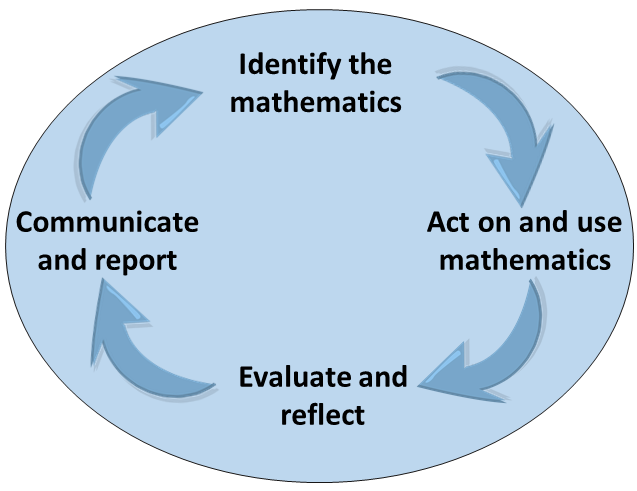 Identify the
mathematics
Act on and use
mathematics
Evaluate and
reflect
Communicate
and report